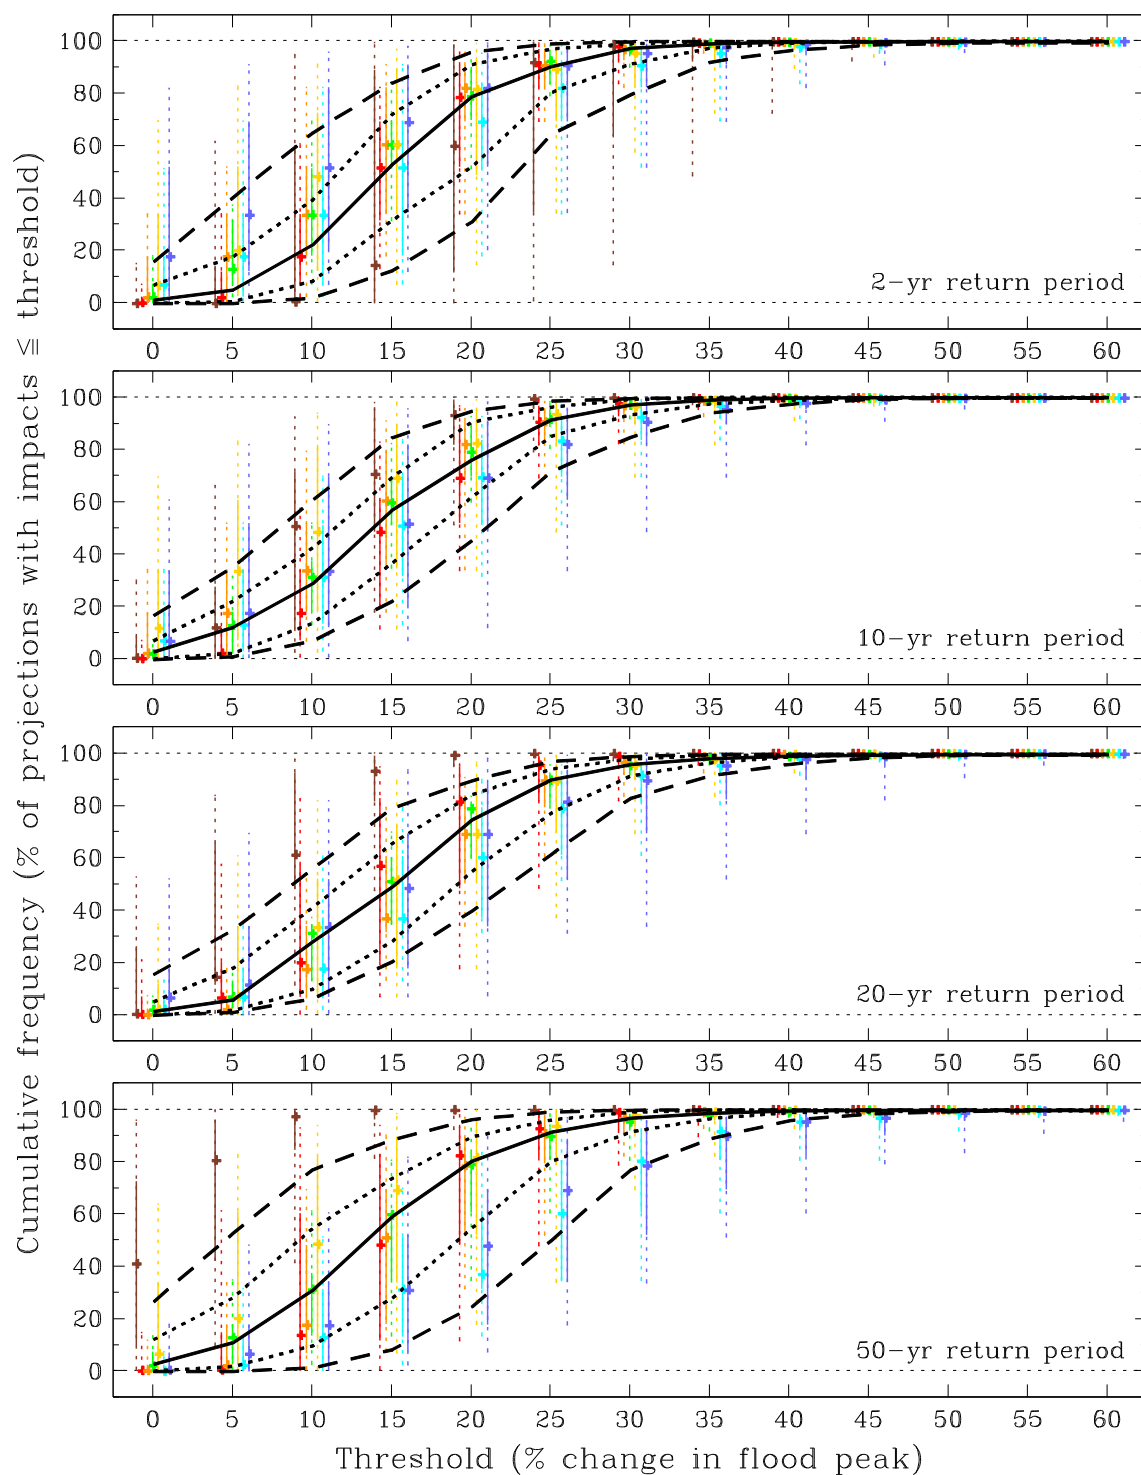 Cumulative frequency (% of projections with impacts ≦ threshold)
100
80
60
40
20
0
2-yr return period
0 5 10 15 20 25 30 35 40 45 50 55 60
100
80
60
40
20
0
10-yr return period
0 5 10 15 20 25 30 35 40 45 50 55 60
100
80
60
40
20
0
20-yr return period
0 5 10 15 20 25 30 35 40 45 50 55 60
100
80
60
40
20
0
50-yr return period
0 5 10 15 20 25 30 35 40 45 50 55 60
Threshold (% change in flood peak)